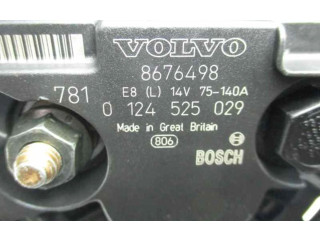 VOLVO
8676498
781 E8 (L) 14V 75-140A
0 124 525 029
Made in Great Britain
806
BOSCH